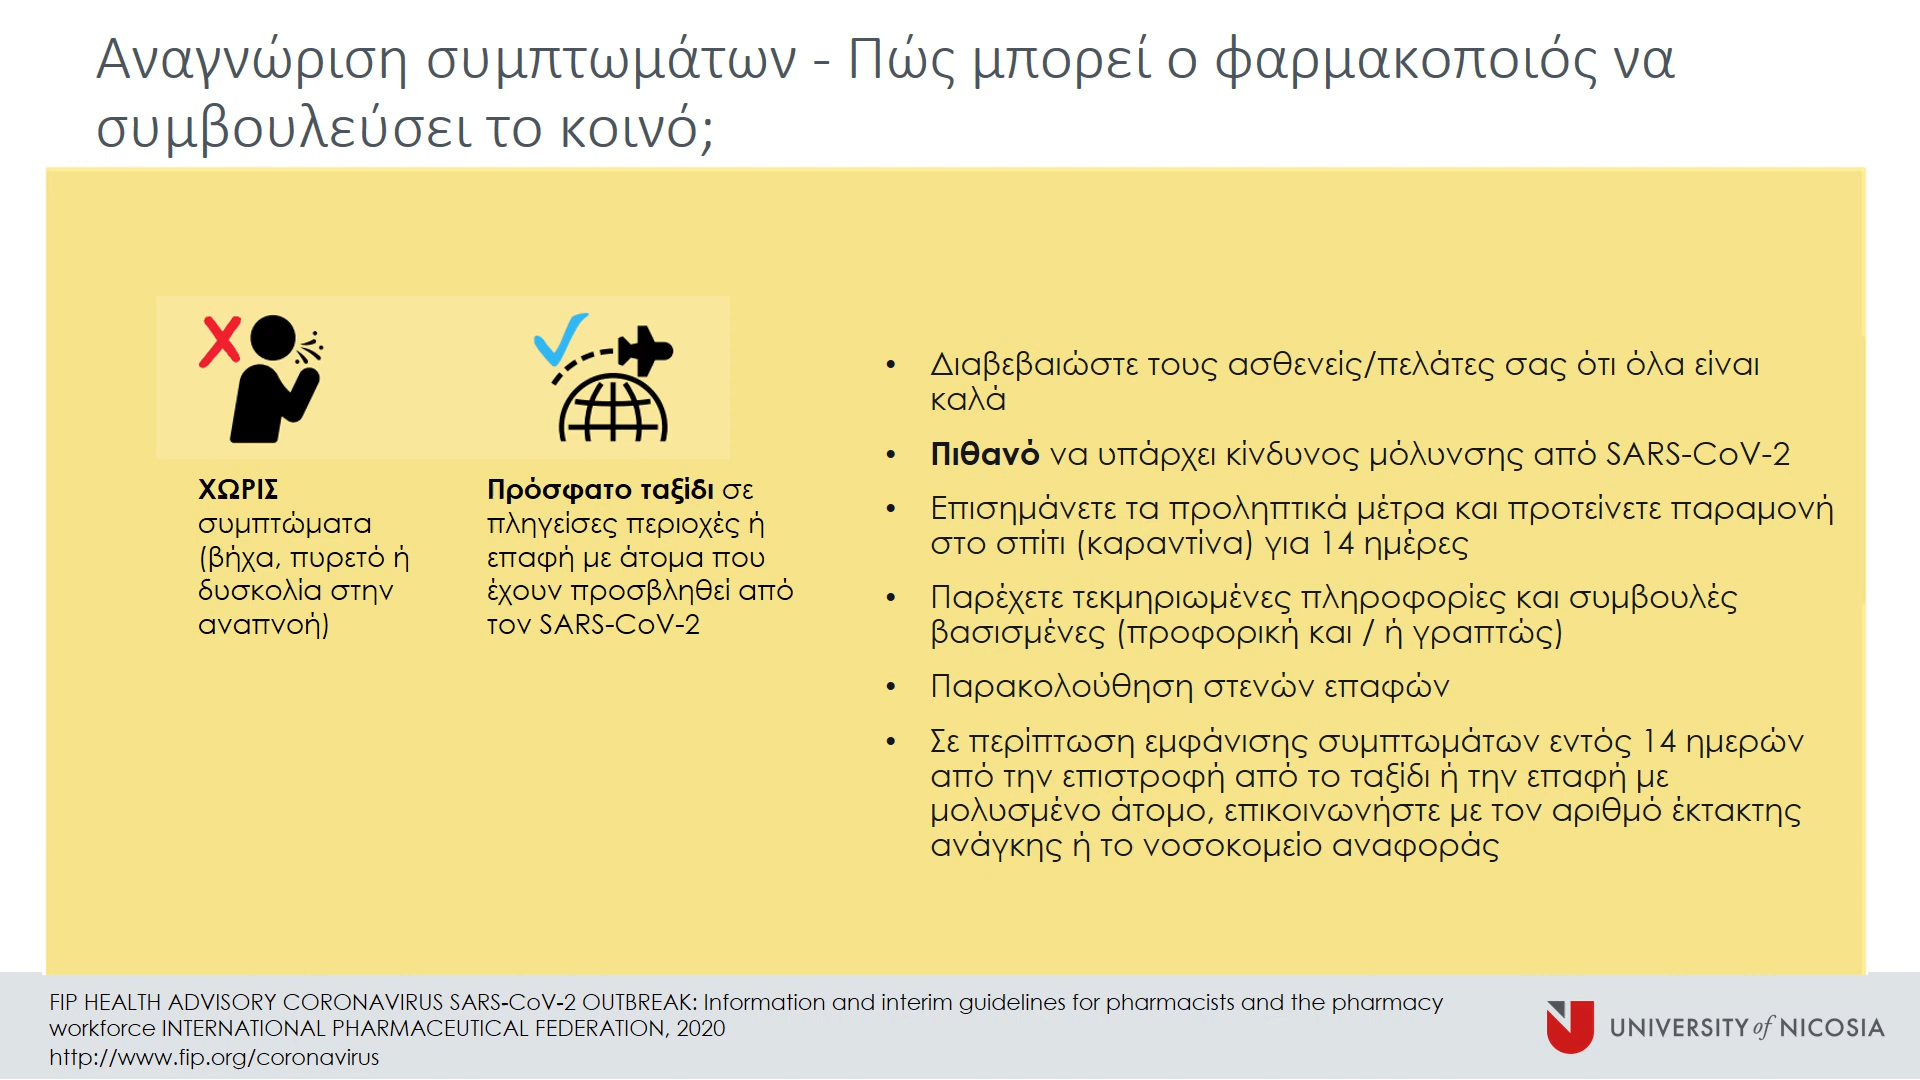 Αναγνώριση συμπτωμάτων - Πώς μπορεί ο φαρμακοποιός να
συμβουλεύσει το κοινό;
ΧΩΡΙΣ
συμπτώματα
(βήχα, πυρετό ή
δυσκολία στην
αναπνοή)
Πρόσφατο ταξίδι σε
πληγείσες περιοχές ή
επαφή με άτομα που
έχουν προσβληθεί από
τον SARS-CoV-2
• Διαβεβαιώστε τους ασθενείς/πελάτες σας ότι όλα είναι
καλά
• Πιθανό να υπάρχει κίνδυνος μόλυνσης από SARS-CoV-2
• Επισημάνετε τα προληπτικά μέτρα και προτείνετε παραμονή
στο σπίτι (καραντίνα) για 14 ημέρες
• Παρέχετε τεκμηριωμένες πληροφορίες και συμβουλές
βασισμένες (προφορική και / ή γραπτώς)
• Παρακολούθηση στενών επαφών
• Σε περίπτωση εμφάνισης συμπτωμάτων εντός 14 ημερών
από την επιστροφή από το ταξίδι ή την επαφή με
μολυσμένο άτομο, επικοινωνήστε με τον αριθμό έκτακτης
ανάγκης ή το νοσοκομείο αναφοράς
FIP HEALTH ADVISORY CORONAVIRUS SARS-CoV-2 OUTBREAK: Information and interim guidelines for pharmacists and the pharmacy
workforce INTERNATIONAL PHARMACEUTICAL FEDERATION, 2020
http://www.fip.org/coronavirus
UNIVERSITY of NICOSIA